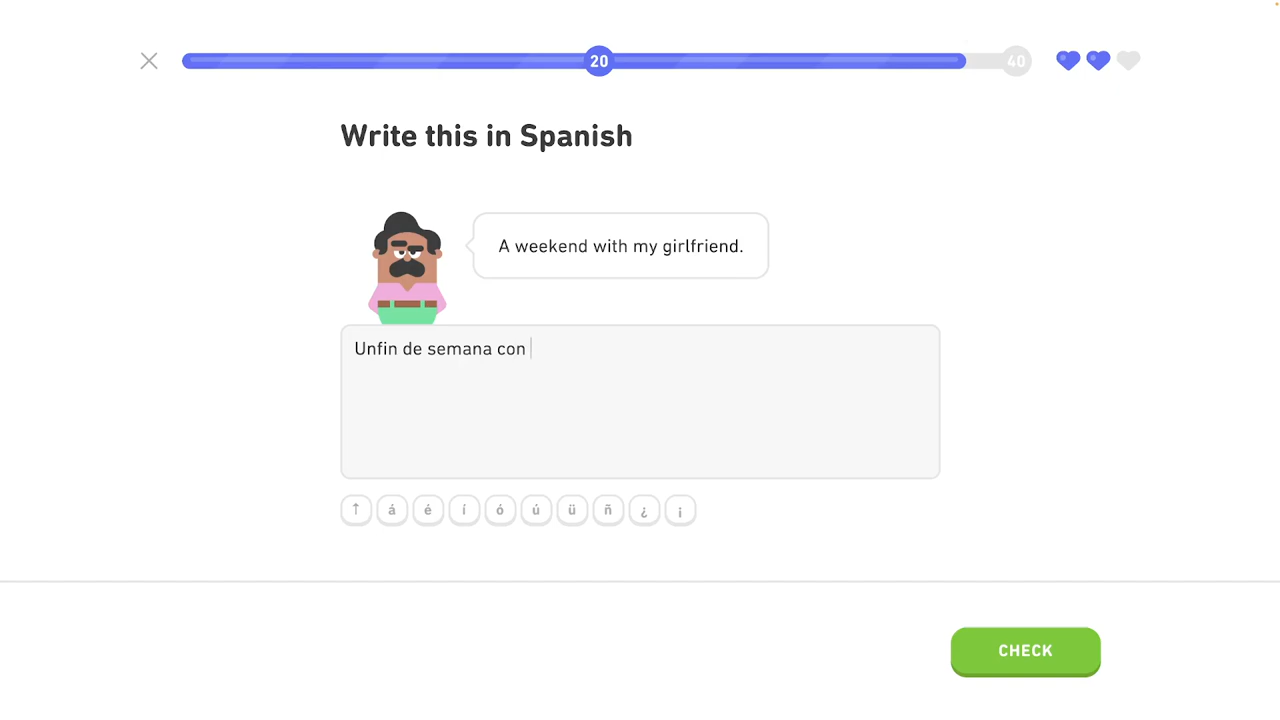 20
40
Write this in Spanish
A weekend with my girlfriend.
Unfin de semana con
↑ á é í ó ú ü ñ ¿ ¡
CHECK